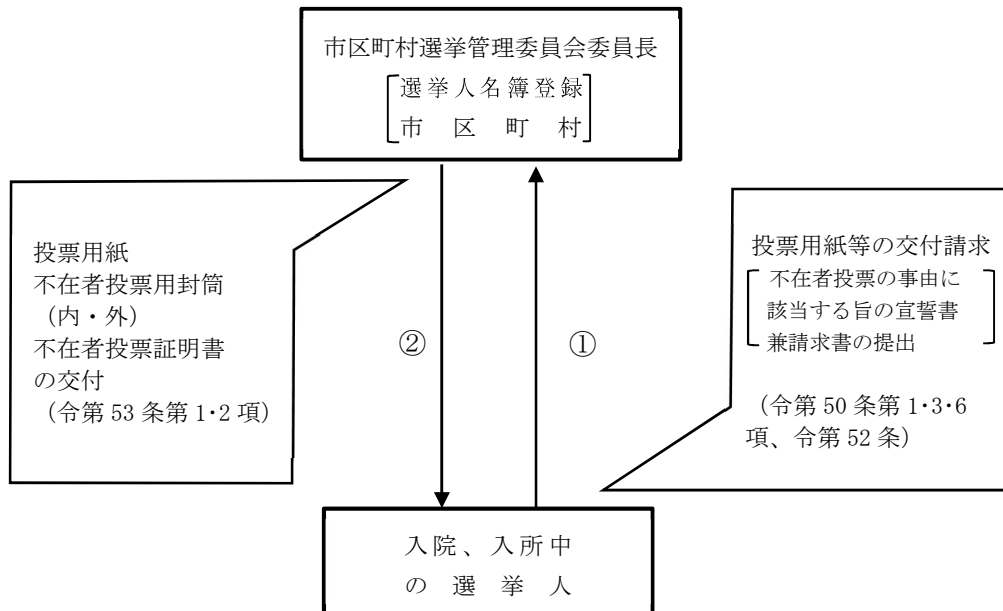 市区町村選挙管理委員会委員長
選挙人名簿登録
市区町村
投票用紙
不在者投票用封筒
（内・外）
不在者投票証明書
の交付
（令第 53 条第 1･2 項）
②
①
投票用紙等の交付請求
不在者投票の事由に
該当する旨の宣誓書
兼請求書の提出
（令第 50 条第 1･3･6
項、令第 52 条）
入院、入所中
の選挙人